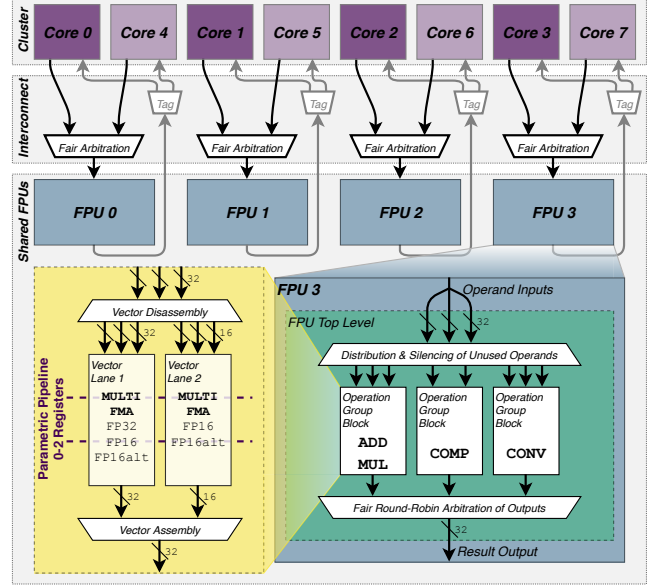 Cluster
Core 0
Core 4
Core 1
Core 5
Core 2
Core 6
Core 3
Core 7
Interconnect
Tag
Tag
Tag
Tag
Fair Arbitration
Fair Arbitration
Fair Arbitration
Fair Arbitration
Shared FPUs
FPU 0
FPU 1
FPU 2
FPU 3
32
Vector Disassembly
32
16
Parametric Pipeline
0-2 Registers
Vector
Lane 1
MULTI
FMA
FP32
FP16
FP16alt
Vector
Lane 2
MULTI
FMA
FP16
FP16alt
32
16
Vector Assembly
32
FPU 3
Operand Inputs
FPU Top Level
32
Distribution & Silencing of Unused Operands
Operation
Group
Block
ADD
MUL
Operation
Group
Block
COMP
Operation
Group
Block
CONV
Fair Round-Robin Arbitration of Outputs
32
Result Output